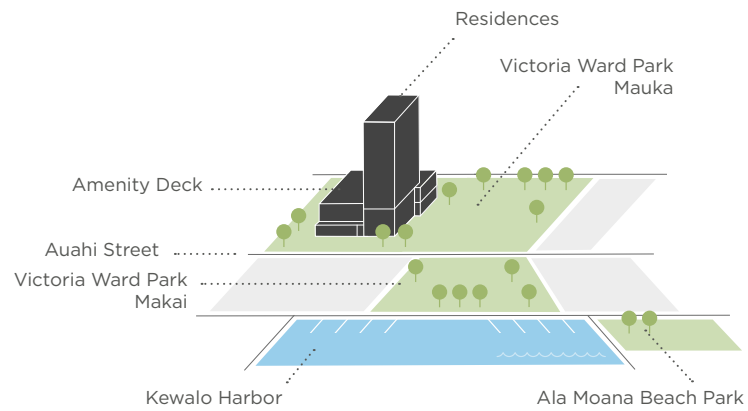 Residences
Victoria Ward Park
Mauka
Amenity Deck
Auahi Street
Victoria Ward Park
Makai
Kewalo Harbor
Ala Moana Beach Park